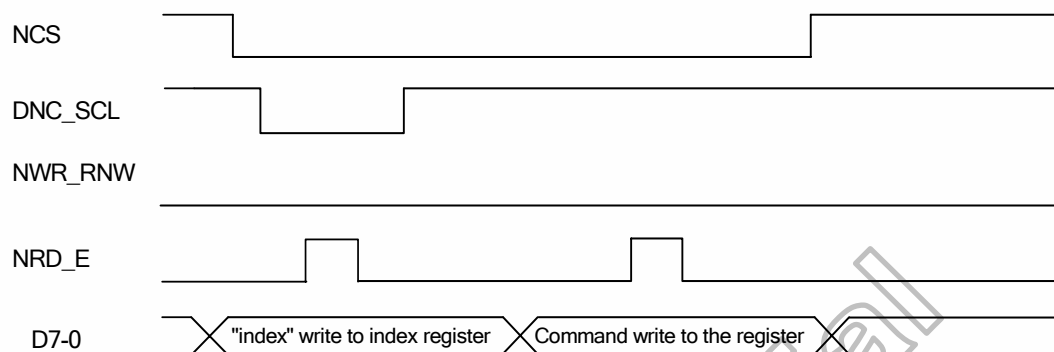 NCS
DNC_SCL
NWR_RNW
NRD_E
D7-0 "index" write to index register Command write to the register